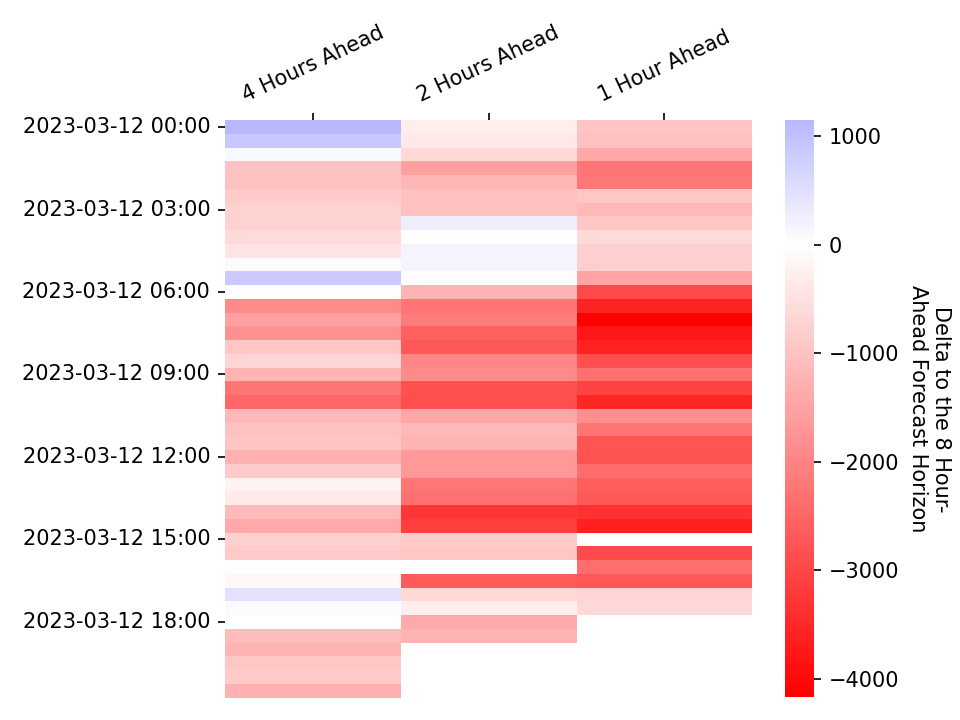 4 Hours Ahead
2 Hours Ahead
1 Hour Ahead
2023-03-12 00:00
2023-03-12 03:00
2023-03-12 06:00
2023-03-12 09:00
2023-03-12 12:00
2023-03-12 15:00
2023-03-12 18:00
1000
0
−1000
−2000
−3000
−4000
Delta to the 8 Hour-
Ahead Forecast Horizon